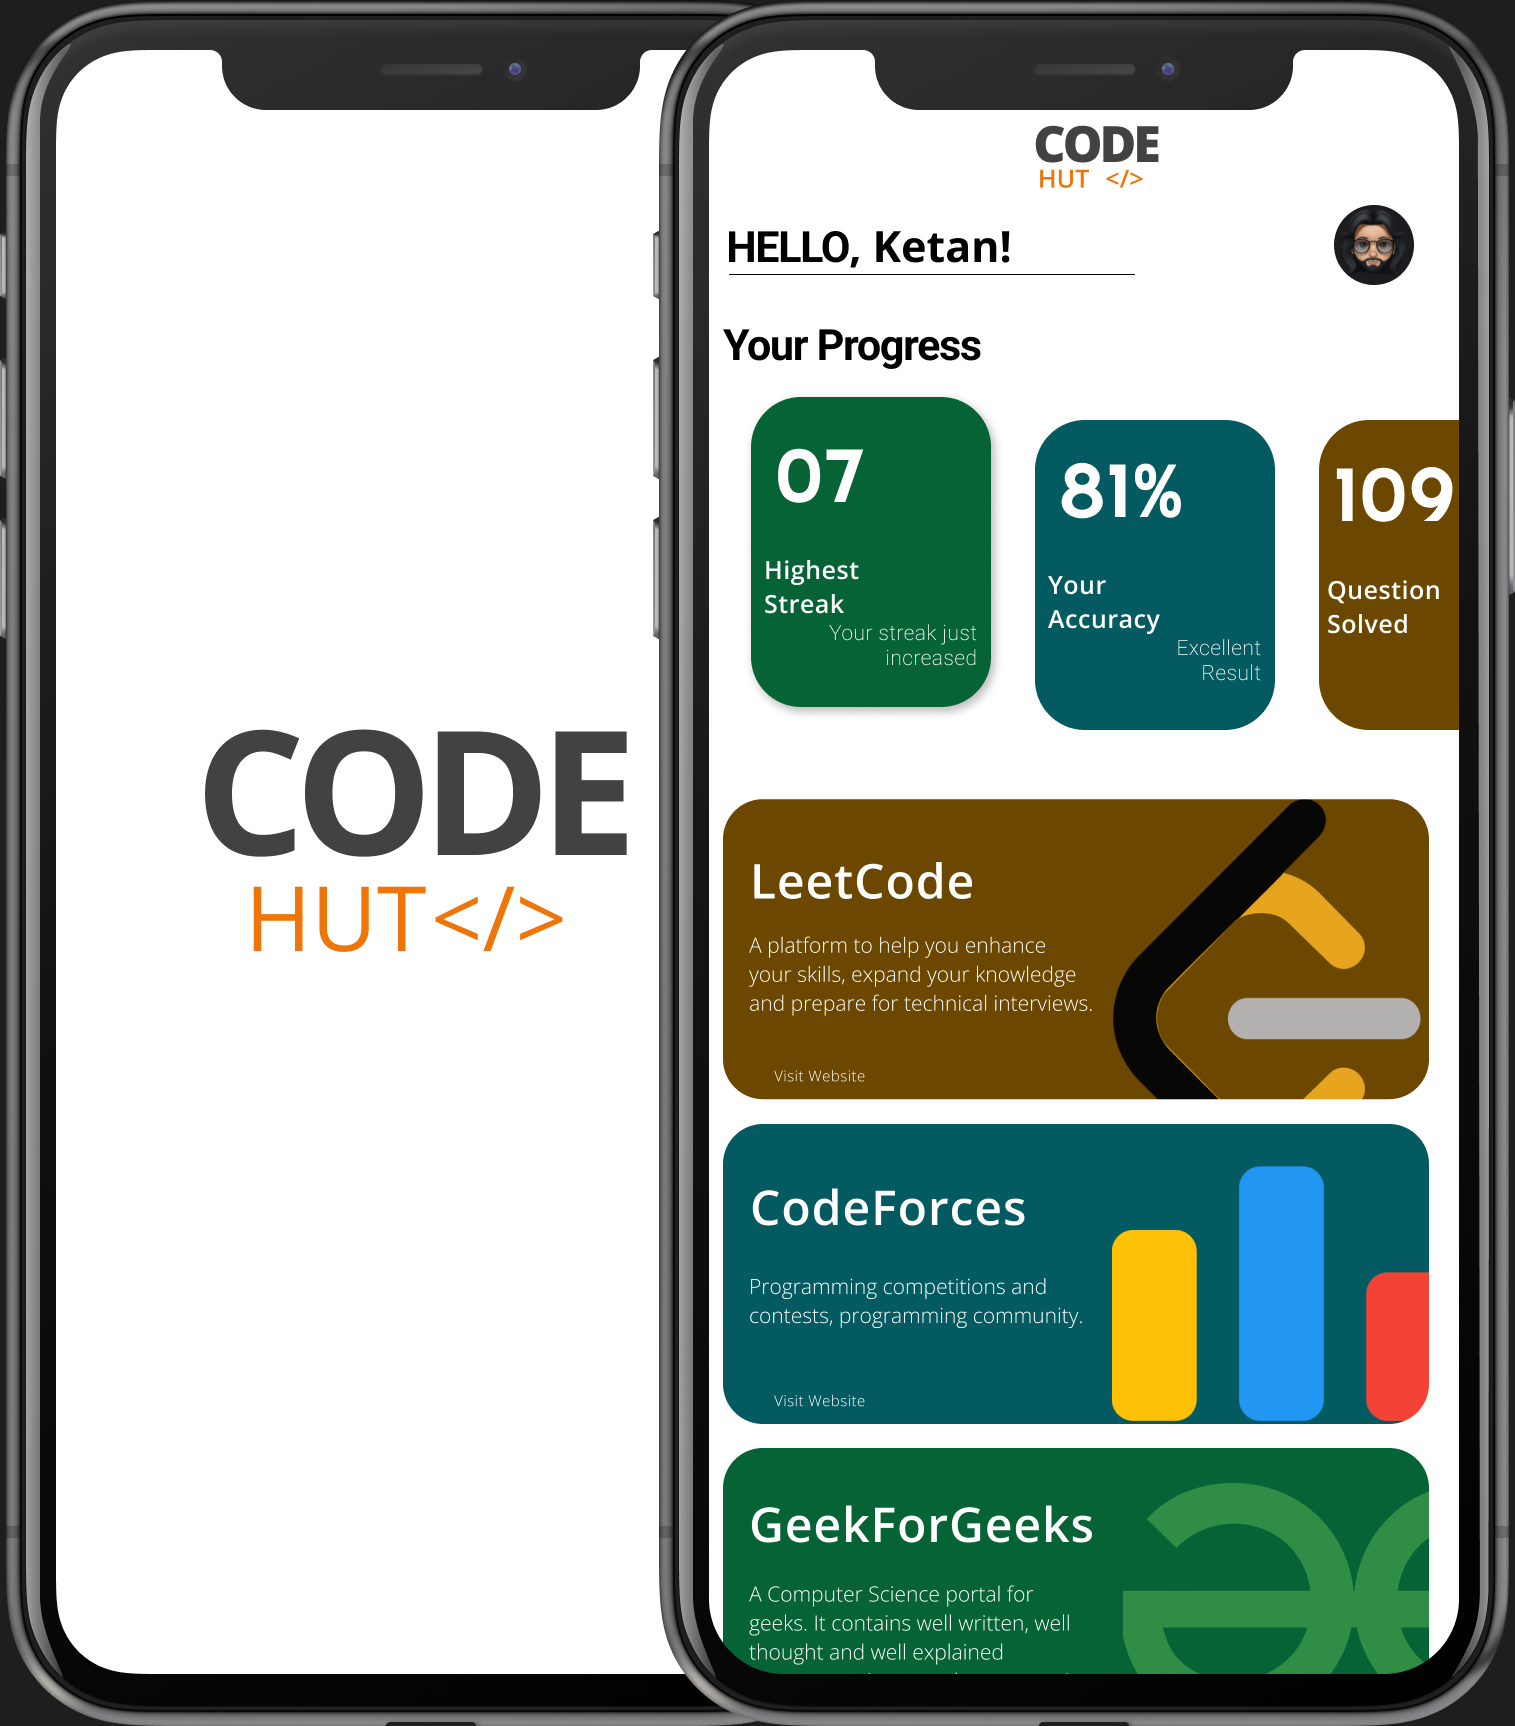 CODE
HUT</>
CODE
HUT </>
HELLO, Ketan!
Your Progress
07
Highest
Streak
Your streak just
increased
81%
Your
Accuracy
Excellent
Result
109
Question
Solved
LeetCode
A platform to help you enhance
your skills, expand your knowledge
and prepare for technical interviews.
Visit Website
CodeForces
Programming competitions and
contests, programming community.
Visit Website
GeekForGeeks
A Computer Science portal for
geeks. It contains well written, well
thought and well explained